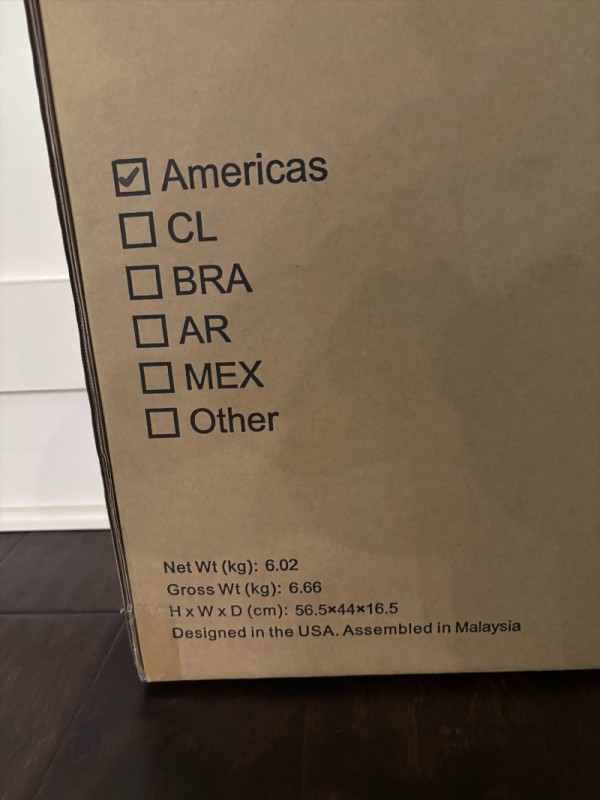 Americas
CL
BRA
AR
MEX
Other
Net Wt (kg): 6.02
Gross Wt (kg): 6.66
H x W x D (cm): 56.5×44×16.5
Designed in the USA. Assembled in Malaysia